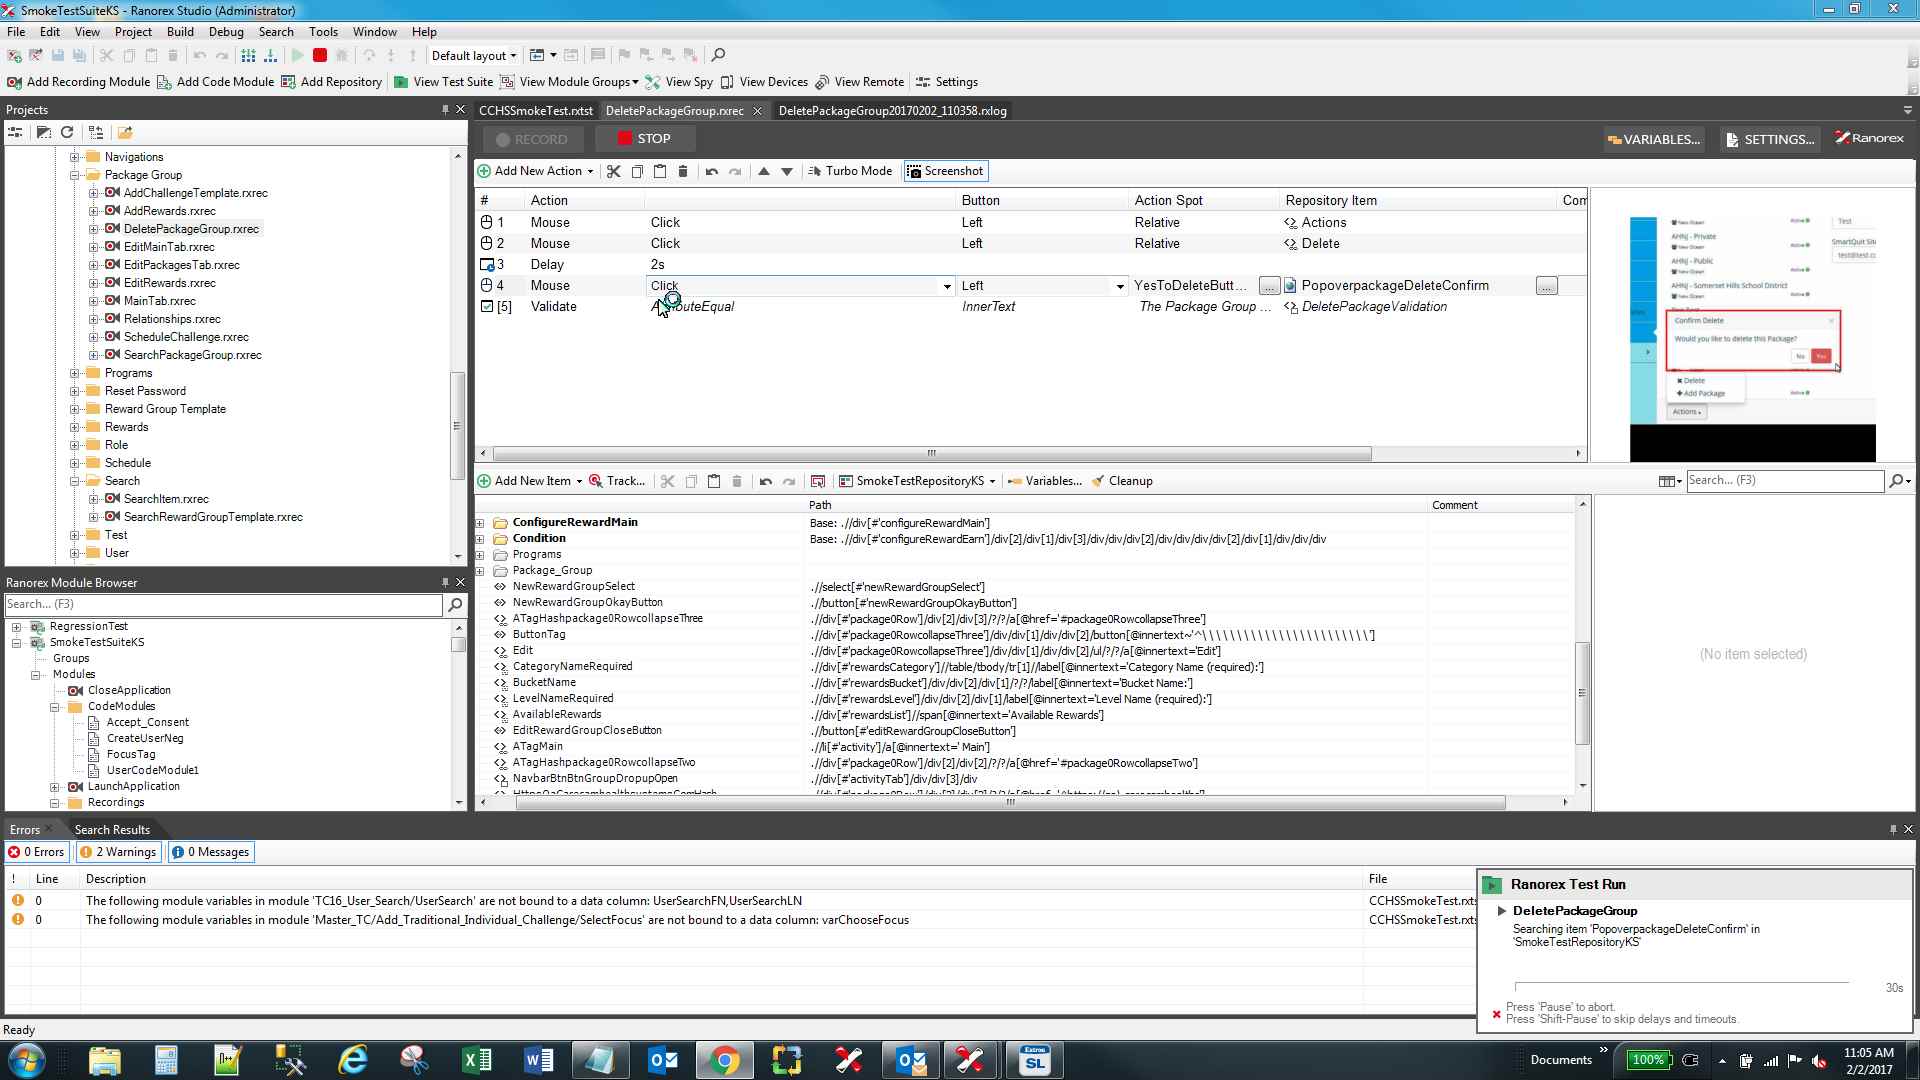 SmokeTestSuiteKS - Ranorex Studio (Administrator)
File Edit View Project Build Debug Search Tools Window Help
Default layout
Add Recording Module Add Code Module Add Repository View Test Suite View Module Groups View Spy View Devices View Remote Settings
Projects
Navigations
Package Group
AddChallengeTemplate.rxrec
AddRewards.rxrec
DeletePackageGroup.rxrec
EditMainTab.rxrec
EditPackagesTab.rxrec
EditRewards.rxrec
MainTab.rxrec
Relationships.rxrec
ScheduleChallenge.rxrec
SearchPackageGroup.rxrec
Programs
Reset Password
Reward Group Template
Rewards
Role
Schedule
Search
SearchItem.rxrec
SearchRewardGroupTemplate.rxrec
Test
User
Ranorex Module Browser
Search... (F3)
RegressionTest
SmokeTestSuiteKS
Groups
Modules
CloseApplication
CodeModules
Accept_Consent
CreateUserNeg
FocusTag
UserCodeModule1
LaunchApplication
Recordings
CCHSSmokeTest.rxtst DeletePackageGroup.rxrec DeletePackageGroup20170202_110358.rxlog
RECORD STOP VARIABLES... SETTINGS... Ranorex
Add New Action Turbo Mode Screenshot
# Action Button Action Spot Repository Item Com
1 Mouse Click Left Relative Actions
2 Mouse Click Left Relative Delete
3 Delay 2s
4 Mouse Click Left YesToDeleteButt... ... PopoverpackageDeleteConfirm ...
[5] Validate InnerText The Package Group ... DeletePackageValidation
AHNJ - Private
AHNJ - Public
AHNJ - Somerset Hills School District
Test
Confirm Delete
Would you like to delete this Package?
No Yes
Delete
Add Package
Actions
Add New Item Track... SmokeTestRepositoryKS Variables... Cleanup Search... (F3)
Path Comment
ConfigureRewardMain Base: .//div[#'configureRewardMain']
Condition Base: .//div[#'configureRewardEarn']/div[2]/div[1]/div[3]/div/div/div[2]/div/div/div/div[2]/div[1]/div/div/div
Programs
Package_Group
NewRewardGroupSelect .//select[#'newRewardGroupSelect']
NewRewardGroupOkayButton .//button[#'newRewardGroupOkayButton']
ATagHashpackage0RowcollapseThree .//div[#'package0Row']/div[2]/div[3]/?/?/a[@href='#package0RowcollapseThree']
ButtonTag .//div[#'package0RowcollapseThree']/div/div[1]/div/div[2]/button[@innertext~'^\ \ \ \ \ \ \ \ \ \ \ \ \ \ \ \ \ \ \ \ \ \ \ \ ']
Edit .//div[#'package0RowcollapseThree']/div/div[1]/div/div[2]/ul/?/?/a[@innertext='Edit']
CategoryNameRequired .//div[#'rewardsCategory']//table/tbody/tr[1]//label[@innertext='Category Name (required):']
BucketName .//div[#'rewardsBucket']/div/div[2]/div[1]/?/?/label[@innertext='Bucket Name:']
LevelNameRequired .//div[#'rewardsLevel']/div/div[2]/div[1]/label[@innertext='Level Name (required):']
AvailableRewards .//div[#'rewardsList']//span[@innertext='Available Rewards']
EditRewardGroupCloseButton .//button[#'editRewardGroupCloseButton']
ATagMain .//li[#'activity']/a[@innertext=' Main']
ATagHashpackage0RowcollapseTwo .//div[#'package0Row']/div[2]/div[2]/?/?/a[@href='#package0RowcollapseTwo']
NavbarBtnBtnGroupDropupOpen .//div[#'activityTab']/div/div[3]/div
(No item selected)
Errors Search Results
0 Errors 2 Warnings 0 Messages
! Line Description File
0 The following module variables in module 'TC16_User_Search/UserSearch' are not bound to a data column: UserSearchFN,UserSearchLN CCHSSmokeTest.rxts
0 The following module variables in module 'Master_TC/Add_Traditional_Individual_Challenge/SelectFocus' are not bound to a data column: varChooseFocus CCHSSmokeTest.rxts
Ranorex Test Run
DeletePackageGroup
Searching item 'PopoverpackageDeleteConfirm' in
'SmokeTestRepositoryKS'
30s
Press 'Pause' to abort.
Press 'Shift-Pause' to skip delays and timeouts.
Ready
Extron
SL
Documents
100%
11:05 AM
2/2/2017